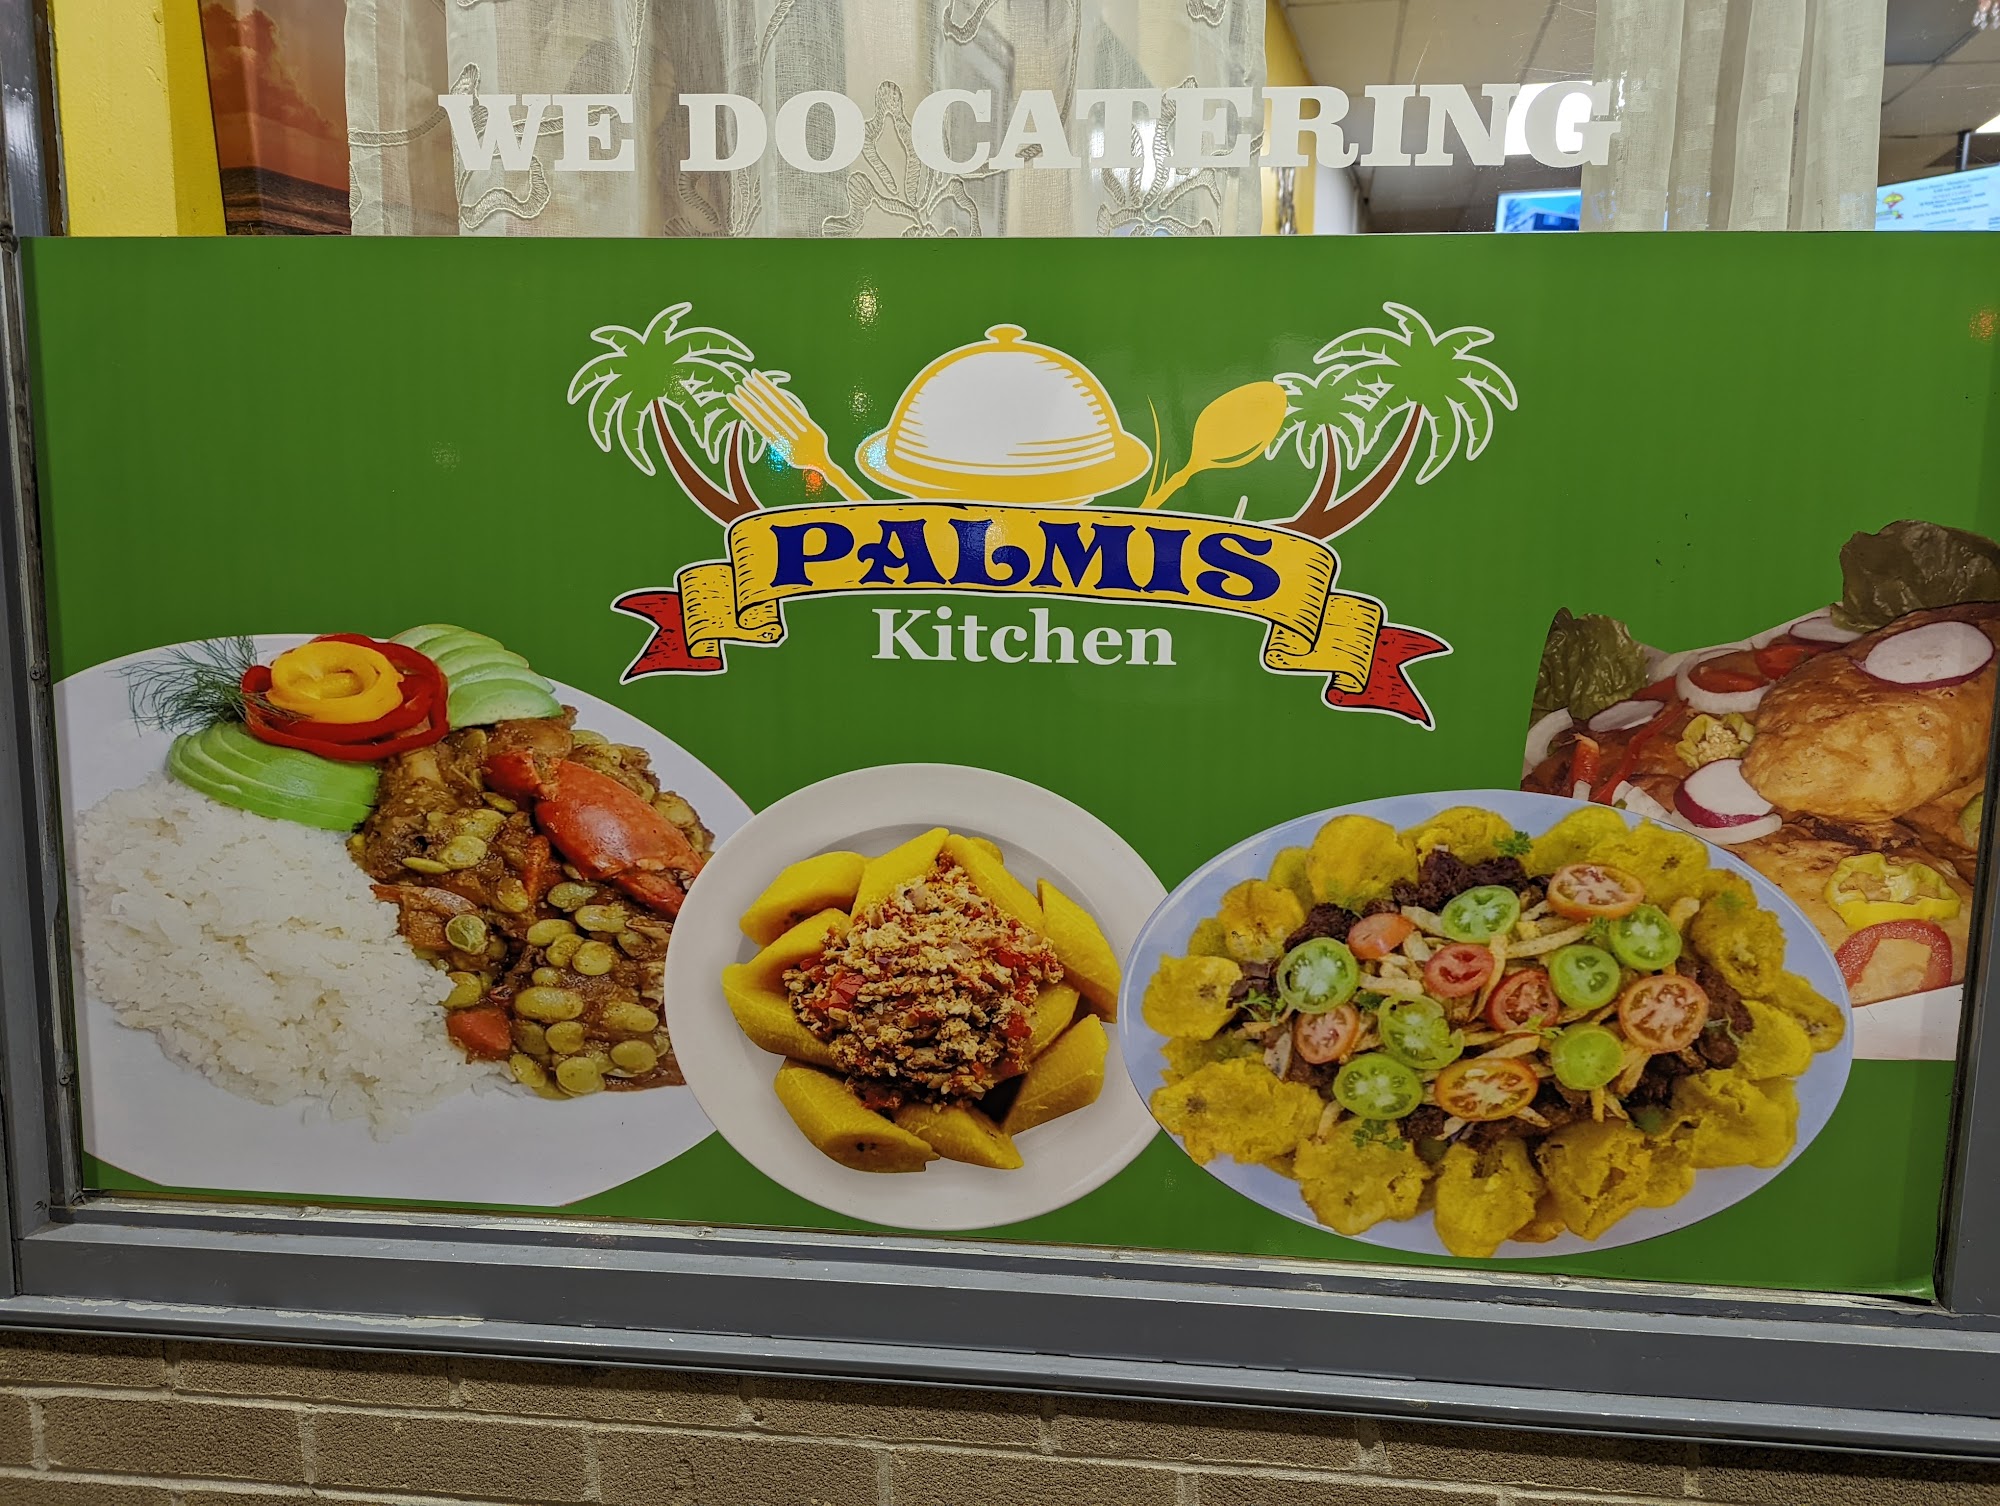 WE DO CATERING
PALMIS
Kitchen